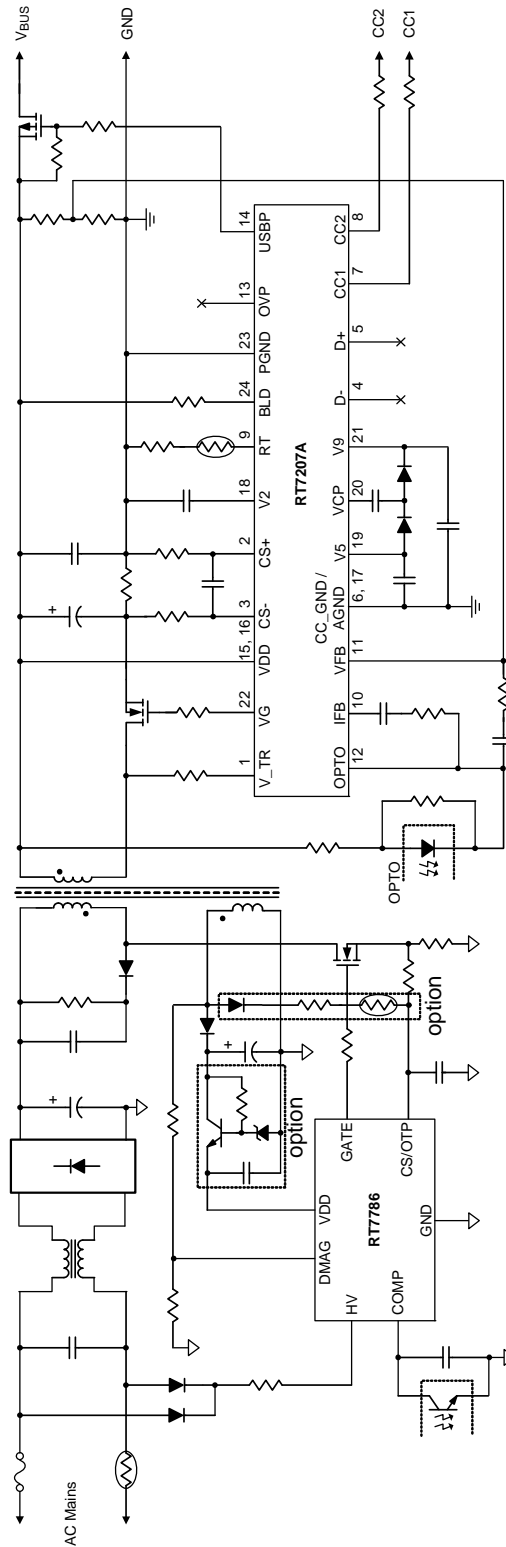 AC Mains
option
option
HV
DMAG
VDD
RT7786
GATE
COMP
GND
CS/OTP
OPTO
V_TR
1
VG
22
VDD
15, 16
CS-
3
CS+
2
V2
18
RT
9
BLD
24
PGND
23
OVP
13
USBP
14
RT7207A
OPTO
12
IFB
10
VFB
11
CC_GND /
AGND
6, 17
V5
19
VCP
20
V9
21
D-
4
D+
5
CC1
7
CC2
8
VBUS
GND
CC2
CC1